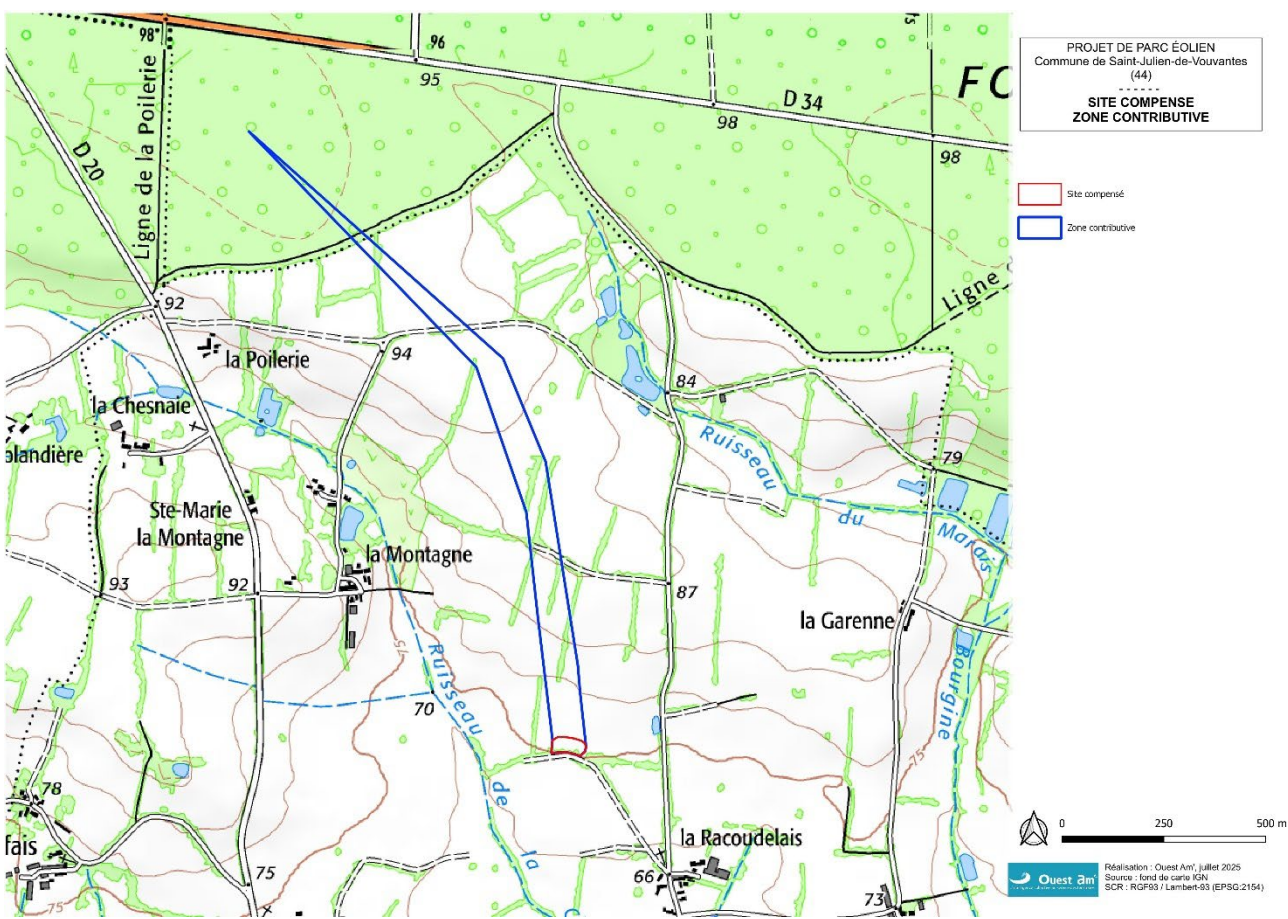 PROJET DE PARC ÉOLIEN
Commune de Saint-Julien-de-Vouvantes
(44)
- - - - - -
SITE COMPENSE
ZONE CONTRIBUTIVE
Site compensé
Zone contributive
98
96
95
FO
D 34
98
98
D 20
Ligne de la Poilerie
Ligne
92
la Poilerie
94
84
la Chesnaie
olandière
Ruisseau
79
Ste-Marie
la Montagne
du
Marais
la Montagne
93
92
87
la Garenne
75
Ruisseau
Bourgine
70
de
75
78
la
la Racoudelais
fais
75
66
73
75
0 250 500 m
Ouest Am'
Réalisation : Ouest Am', juillet 2025
Source : fond de carte IGN
SCR : RGF93 / Lambert-93 (EPSG:2154)